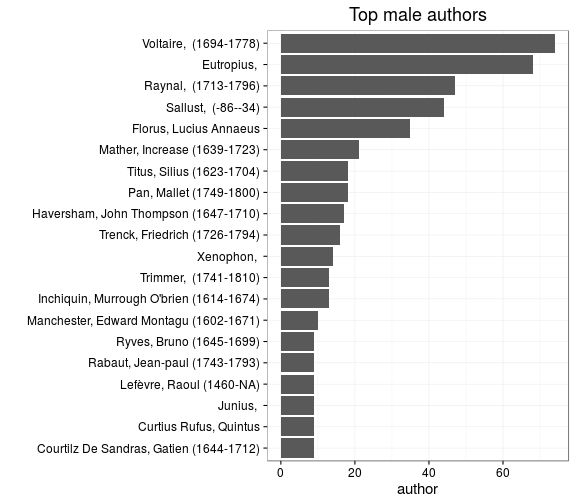 Top male authors
Voltaire,  (1694-1778)
Eutropius,
Raynal,  (1713-1796)
Sallust,  (-86--34)
Florus, Lucius Annaeus
Mather, Increase (1639-1723)
Titus, Silius (1623-1704)
Pan, Mallet (1749-1800)
Haversham, John Thompson (1647-1710)
Trenck, Friedrich (1726-1794)
Xenophon,
Trimmer,  (1741-1810)
Inchiquin, Murrough O'brien (1614-1674)
Manchester, Edward Montagu (1602-1671)
Ryves, Bruno (1645-1699)
Rabaut, Jean-paul (1743-1793)
Lefèvre, Raoul (1460-NA)
Junius,
Curtius Rufus, Quintus
Courtilz De Sandras, Gatien (1644-1712)
0 20 40 60
author